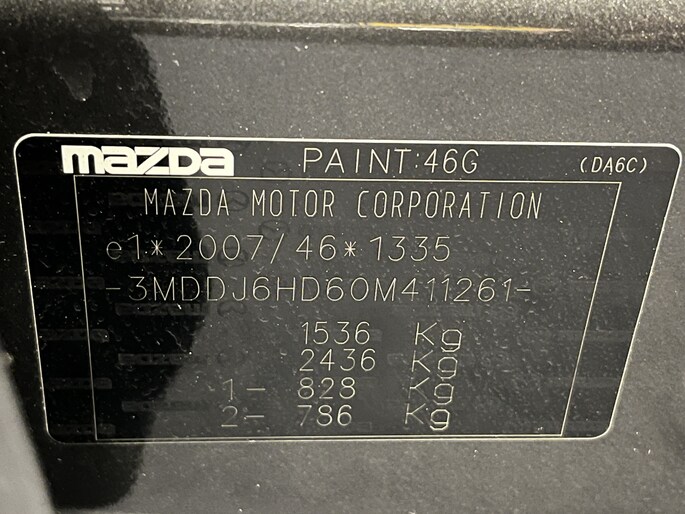 mazda PAINT:46G (DA6C)
MAZDA MOTOR CORPORATION
e1*2007/46*1335
-3MDDJ6HD60M411261-
1536 Kg
2436 Kg
1- 828 Kg
2- 786 Kg